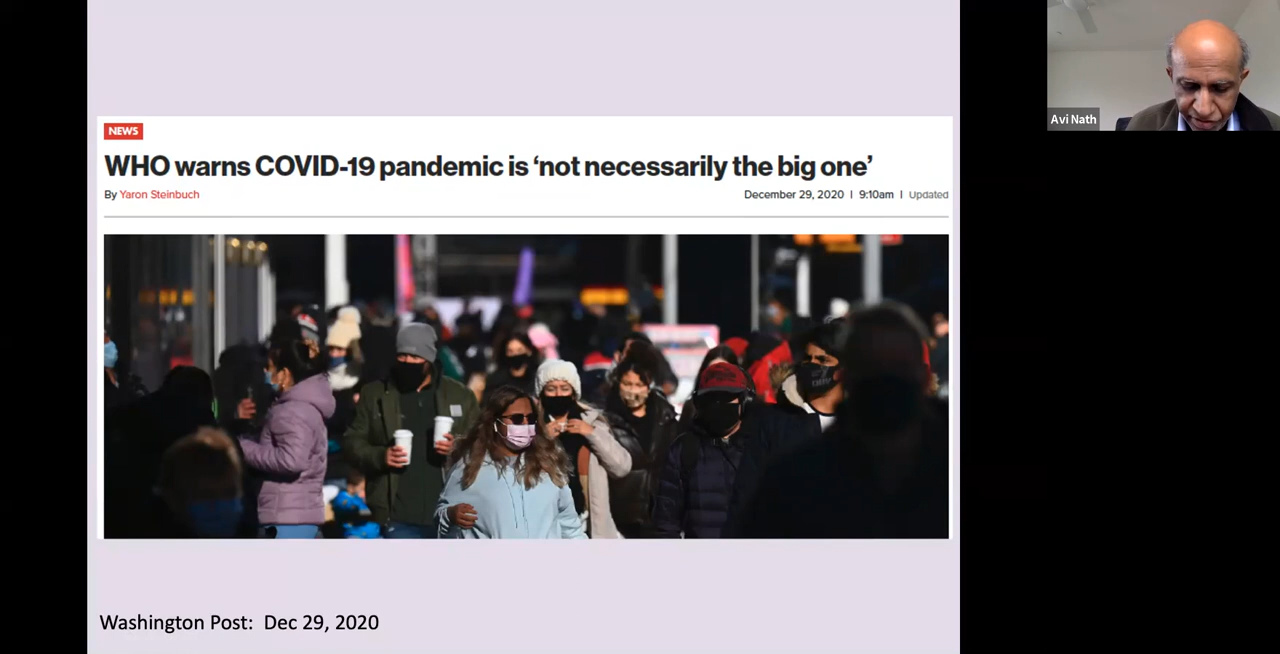 NEWS
WHO warns COVID-19 pandemic is ‘not necessarily the big one’
By Yaron Steinbuch
December 29, 2020 | 9:10am | Updated
Washington Post: Dec 29, 2020
Avi Nath